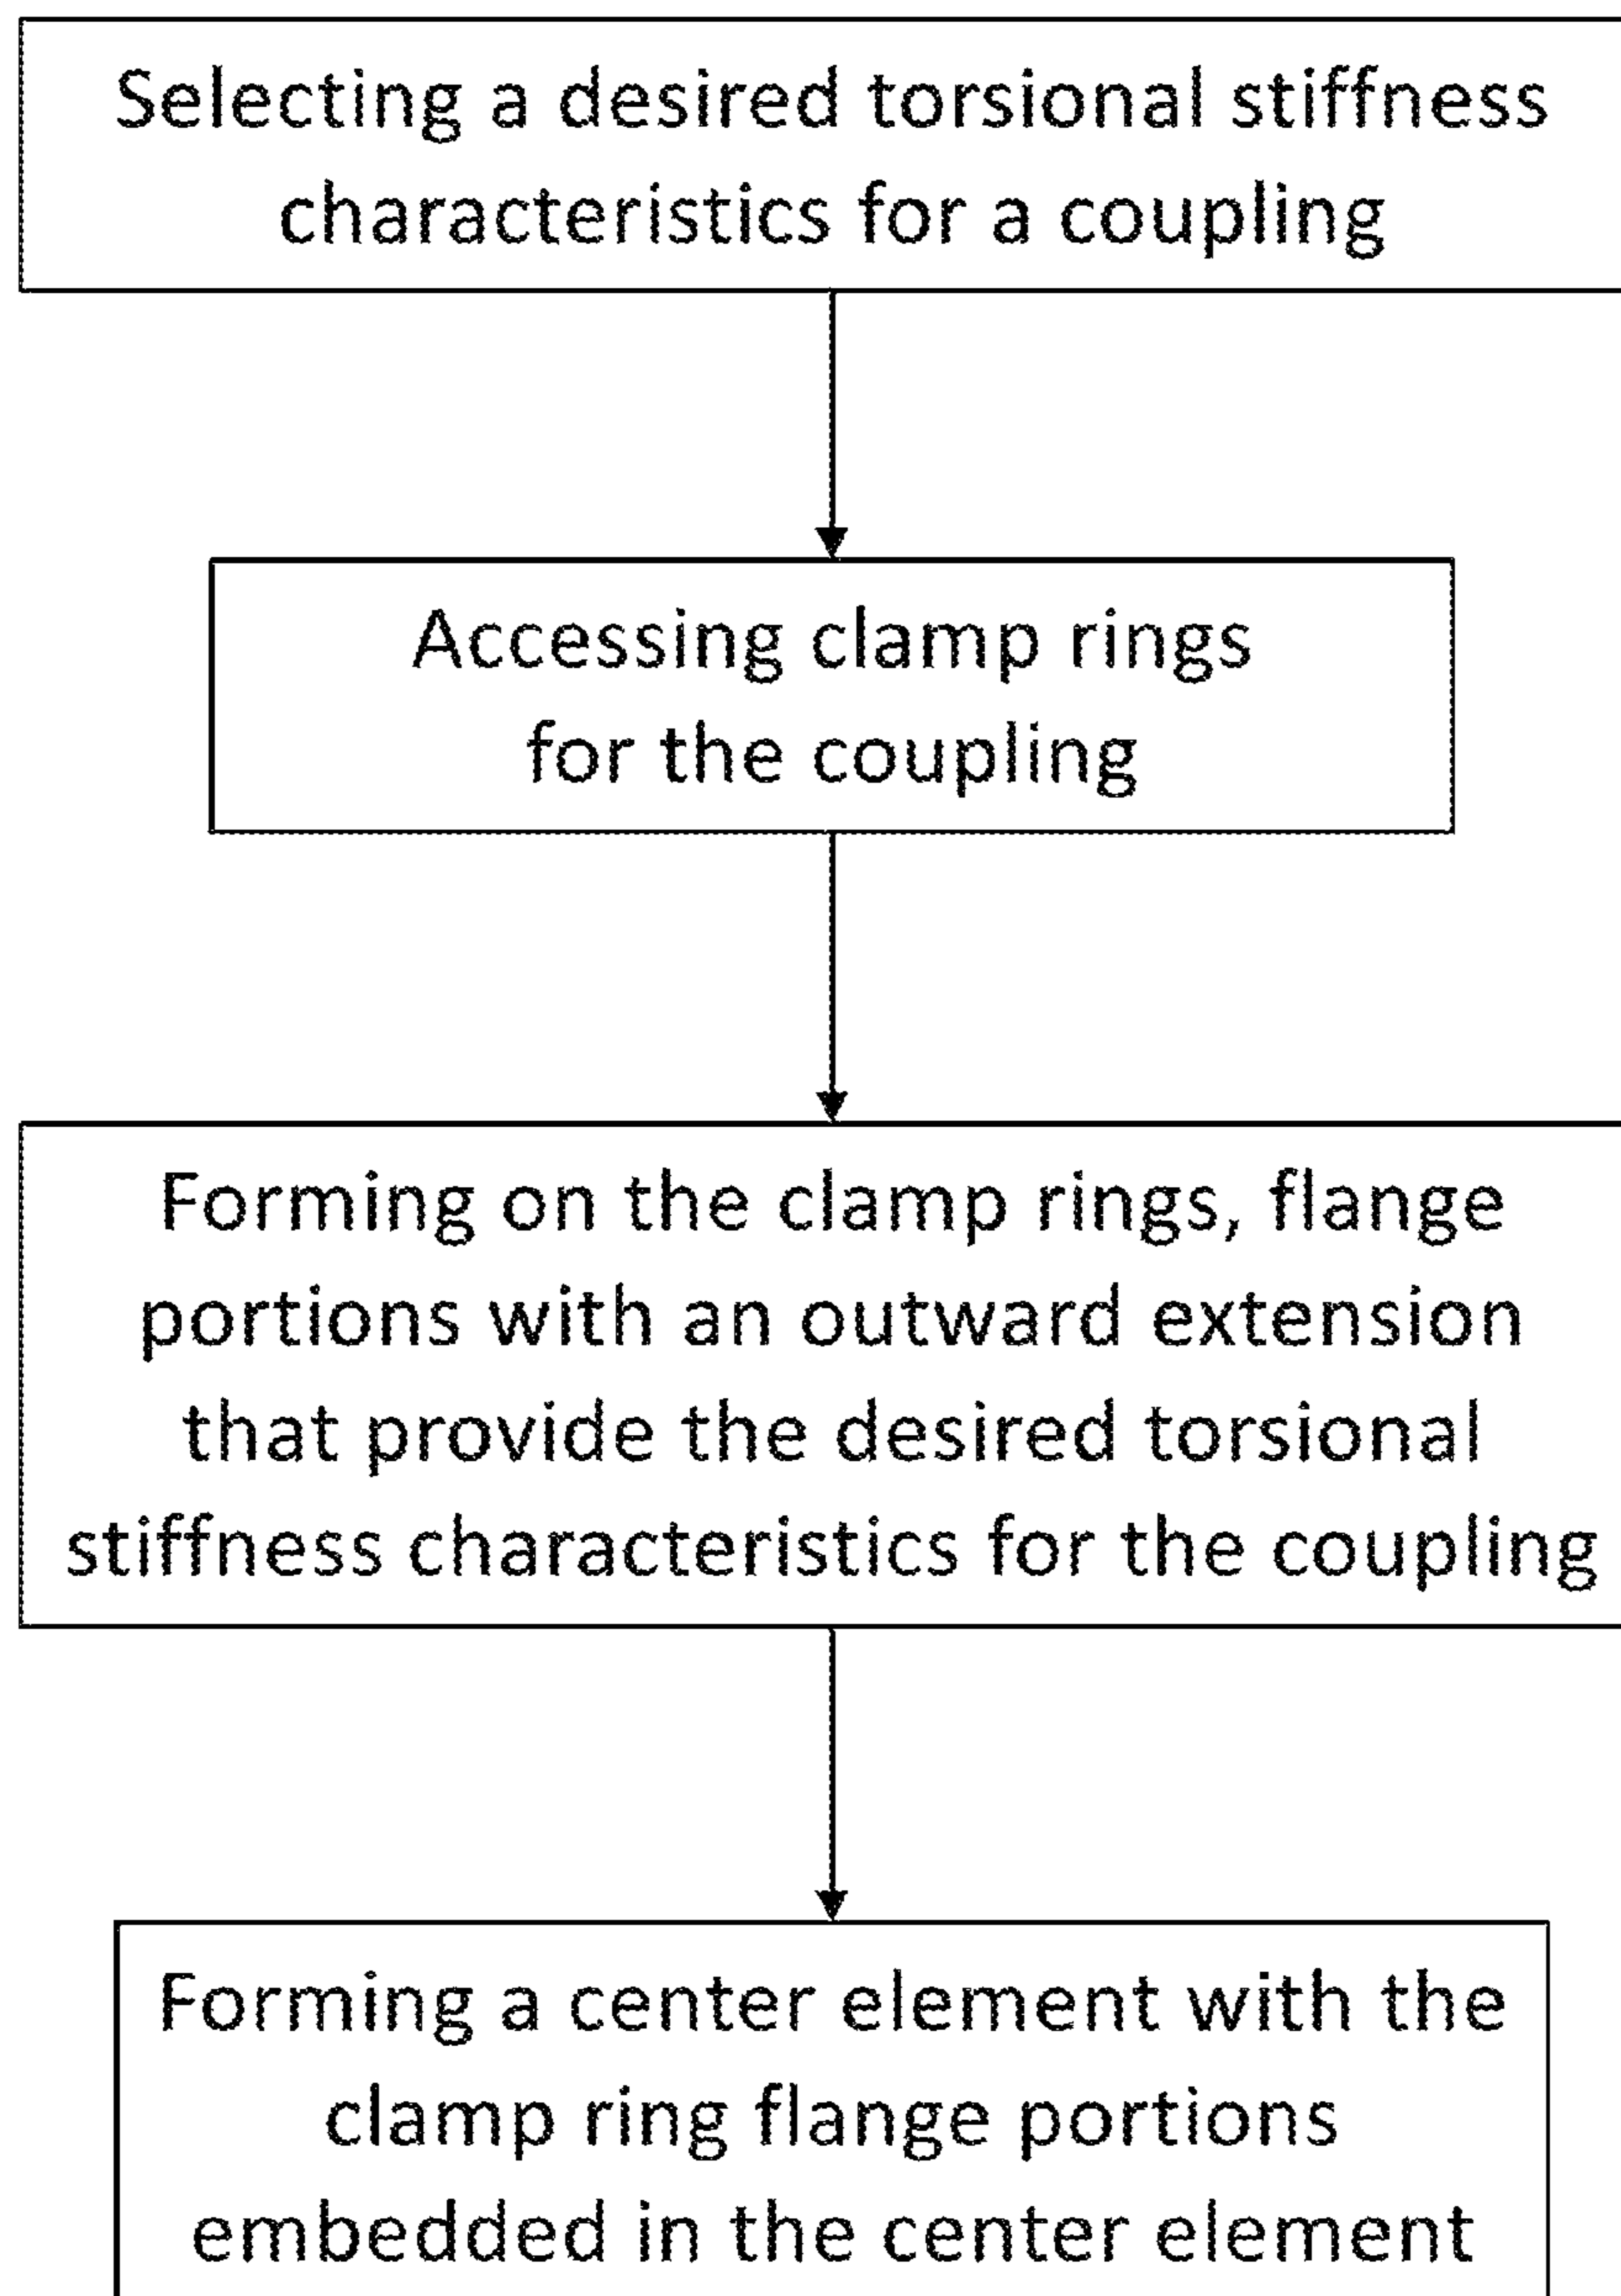 Selecting a desired torsional stiffness
characteristics for a coupling
Accessing clamp rings
for the coupling
Forming on the clamp rings, flange
portions with an outward extension
that provide the desired torsional
stiffness characteristics for the coupling
Forming a center element with the
clamp ring flange portions
embedded in the center element